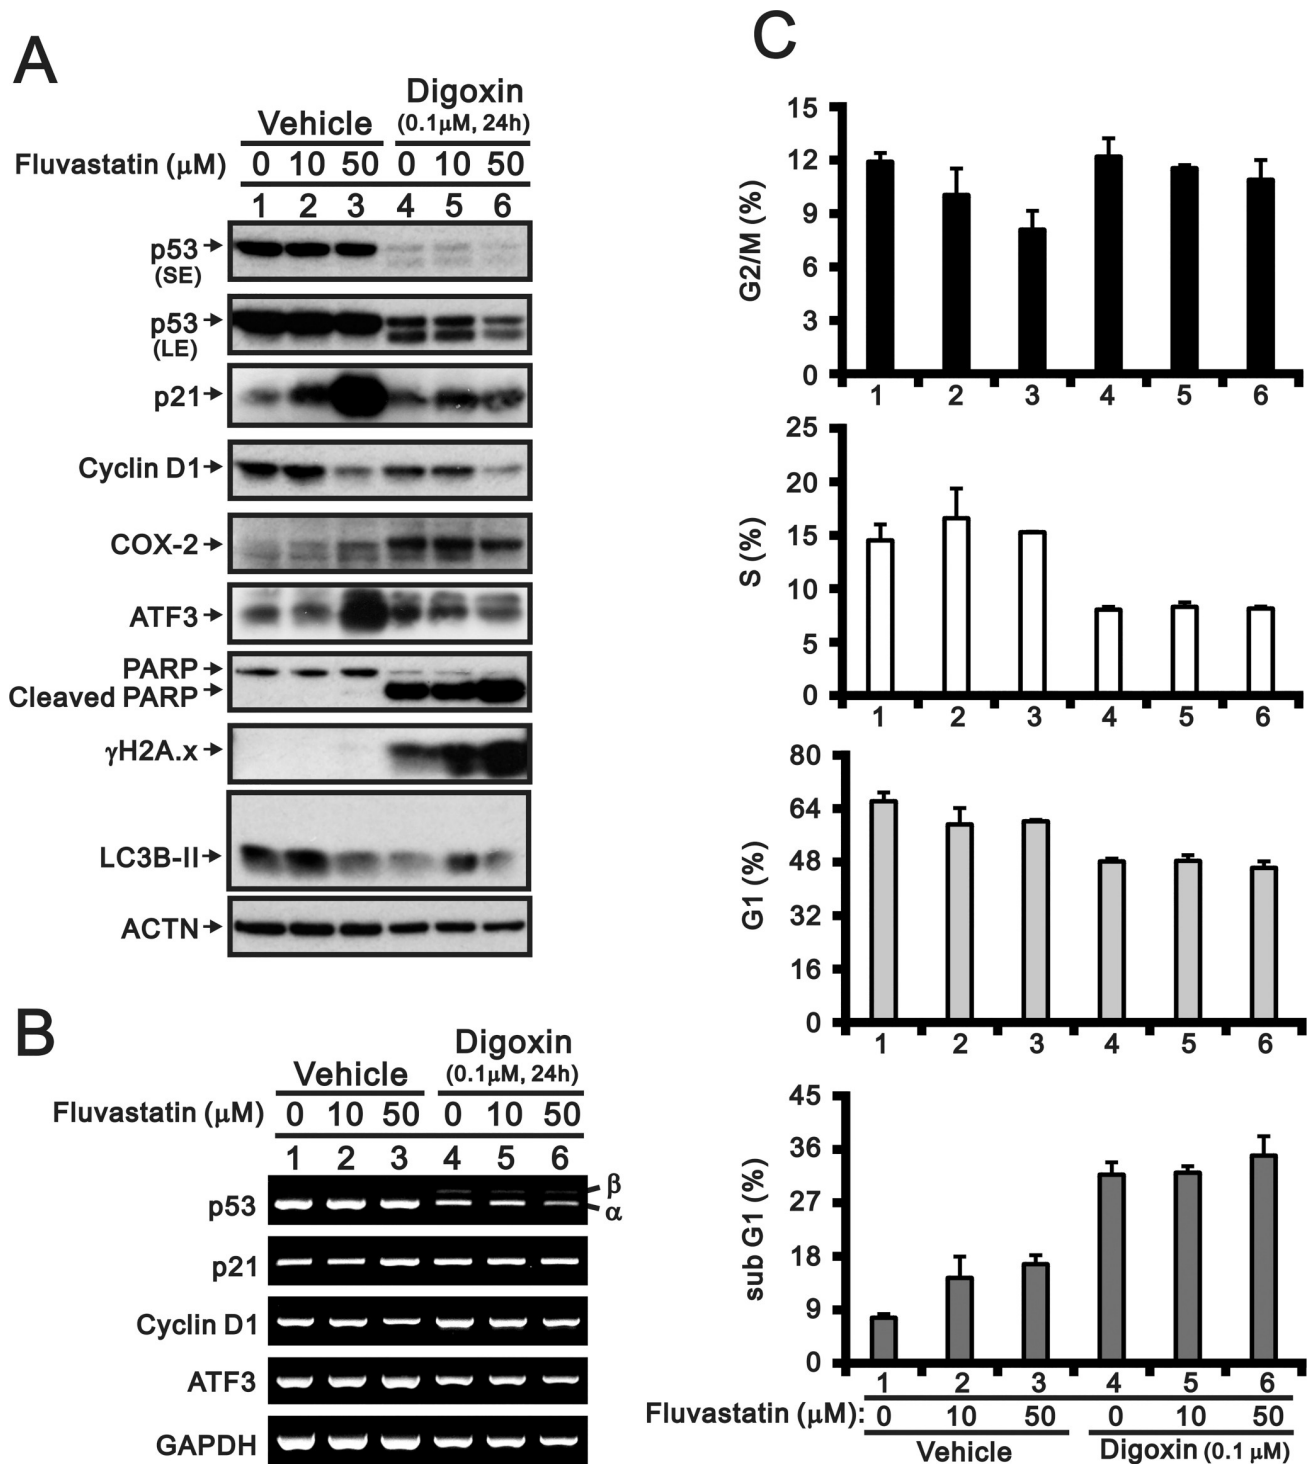 A
Vehicle
Digoxin
(0.1μM, 24h)
Fluvastatin (μM) 0 10 50 0 10 50
1 2 3 4 5 6
p53
(SE)
p53
(LE)
p21
Cyclin D1
COX-2
ATF3
PARP
Cleaved PARP
γH2A.x
LC3B-II
ACTN
B
Vehicle
Digoxin
(0.1μM, 24h)
Fluvastatin (μM) 0 10 50 0 10 50
1 2 3 4 5 6
p53
β
α
p21
Cyclin D1
ATF3
GAPDH
C
G2/M (%)
15
12
9
6
3
0
1 2 3 4 5 6
S (%)
25
20
15
10
5
0
1 2 3 4 5 6
G1 (%)
80
64
48
32
16
0
1 2 3 4 5 6
sub G1 (%)
45
36
27
18
9
0
1 2 3 4 5 6
Fluvastatin (μM): 0 10 50 0 10 50
Vehicle Digoxin (0.1 μM)